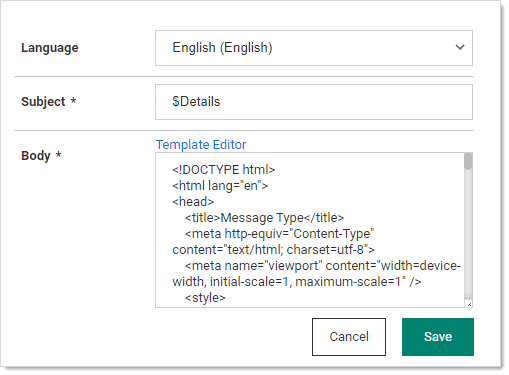 Language English (English)
Subject * $Details
Template Editor
Body *
<!DOCTYPE html>
<html lang="en">
<head>
<title>Message Type</title>
<meta http-equiv="Content-Type"
content="text/html; charset=utf-8">
<meta name="viewport" content="width=device-
width, initial-scale=1, maximum-scale=1" />
<style>
Cancel Save